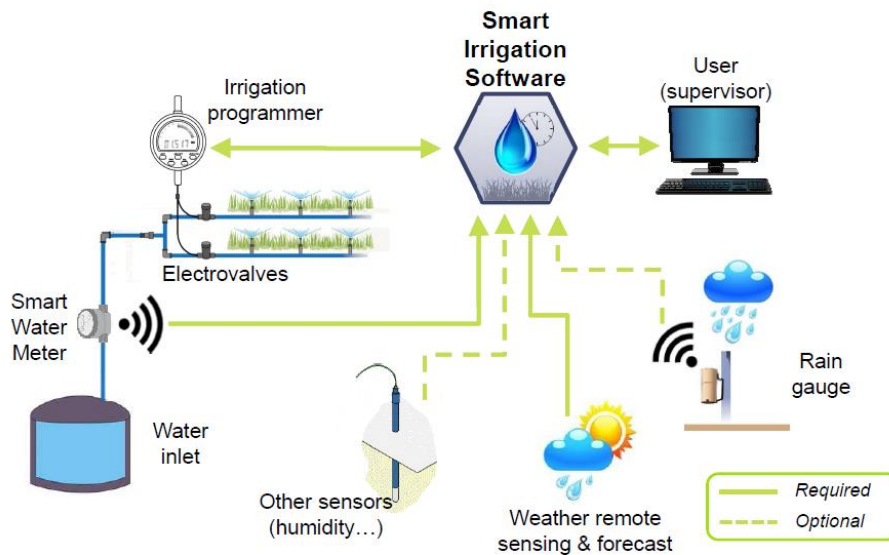 Smart
Irrigation
Software
Irrigation
programmer
User
(supervisor)
Electrovalves
Smart
Water
Meter
Water
inlet
Rain
gauge
Other sensors
(humidity…)
Weather remote
sensing & forecast
Required
Optional